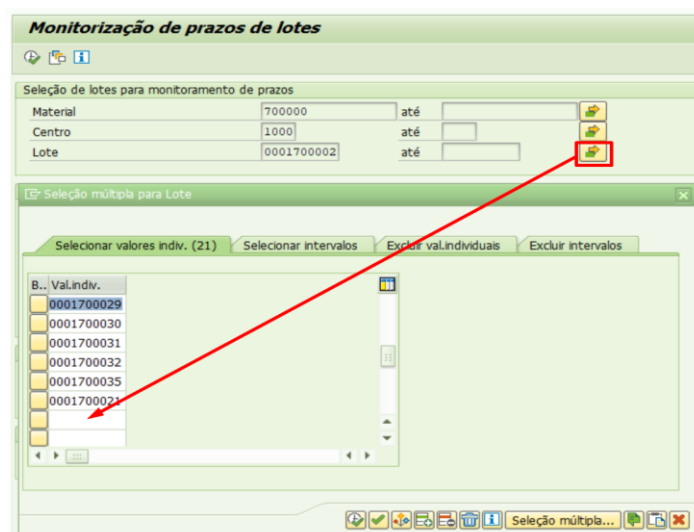 Monitorização de prazos de lotes
Seleção de lotes para monitoramento de prazos
Material 700000 até
Centro 1000 até
Lote 0001700002 até
Seleção múltipla para Lote
Selecionar valores indiv. (21) Selecionar intervalos Excluir val.individuais Excluir intervalos
B.. Val.indiv.
0001700029
0001700030
0001700031
0001700032
0001700035
0001700021
Seleção múltipla...